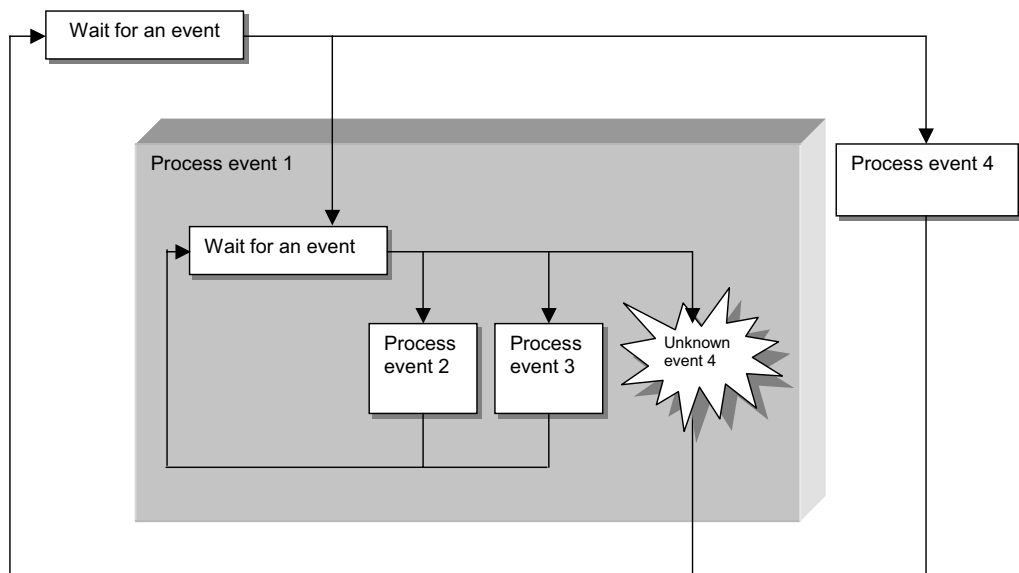 Wait for an event
Process event 1
Process event 4
Wait for an event
Process
event 2
Process
event 3
Unknown
event 4